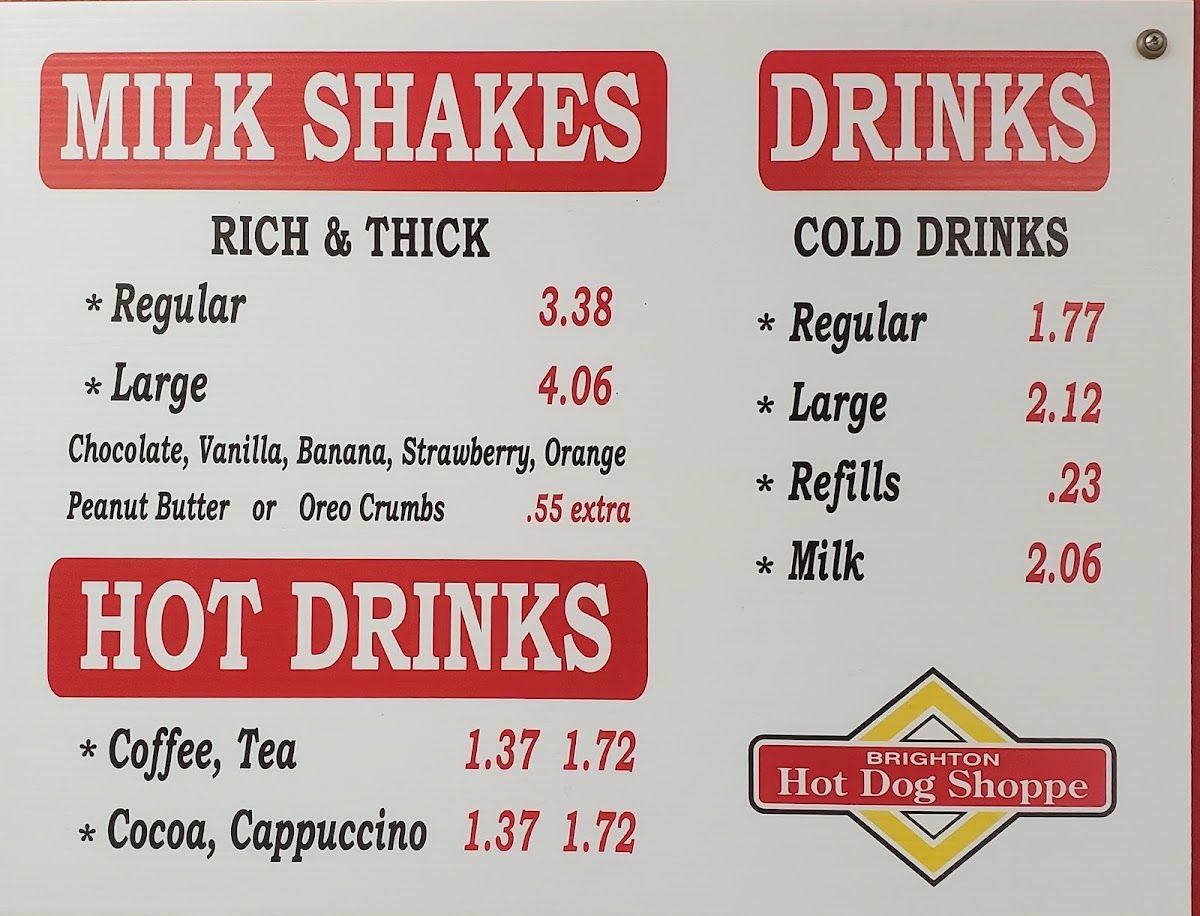 MILK SHAKES
RICH & THICK
* Regular 3.38
* Large 4.06
Chocolate, Vanilla, Banana, Strawberry, Orange
Peanut Butter or Oreo Crumbs .55 extra
HOT DRINKS
* Coffee, Tea 1.37 1.72
* Cocoa, Cappuccino 1.37 1.72
DRINKS
COLD DRINKS
* Regular 1.77
* Large 2.12
* Refills .23
* Milk 2.06
BRIGHTON
Hot Dog Shoppe